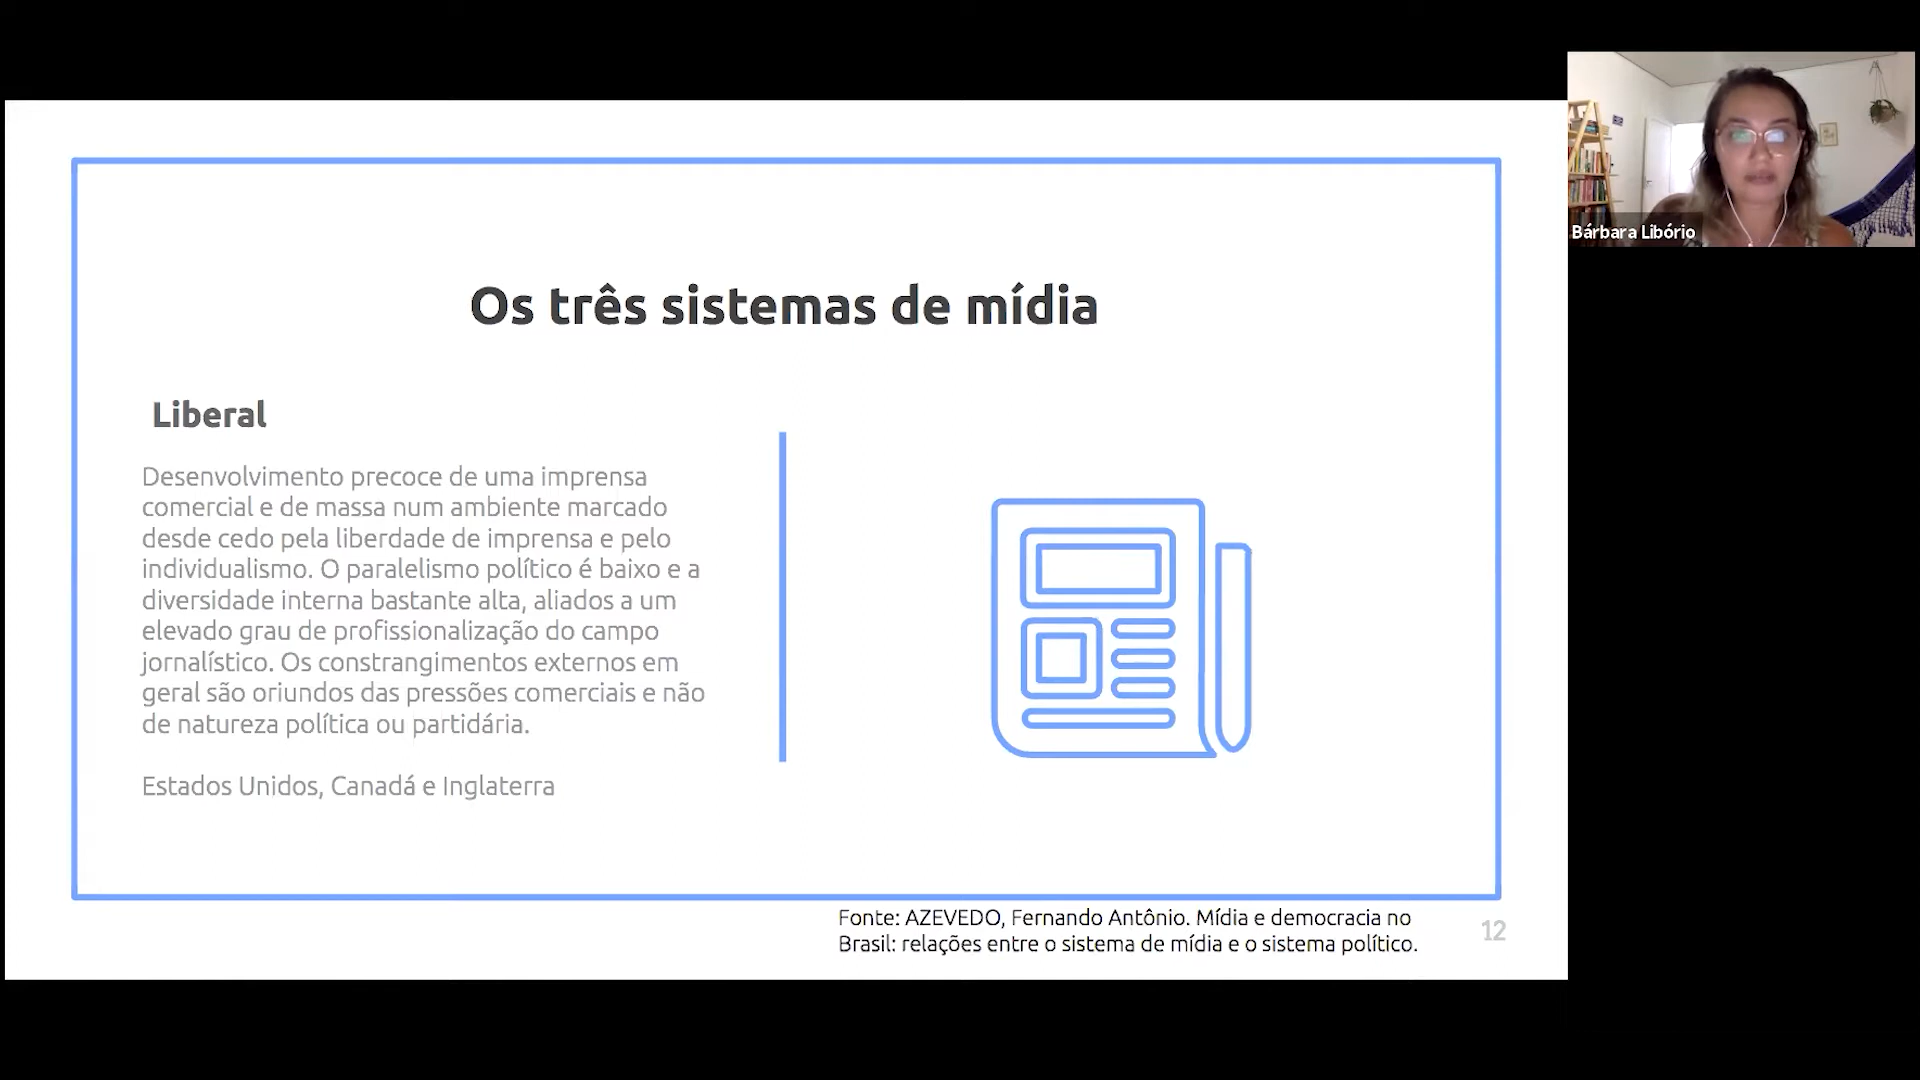 Os três sistemas de mídia
Liberal
Desenvolvimento precoce de uma imprensa
comercial e de massa num ambiente marcado
desde cedo pela liberdade de imprensa e pelo
individualismo. O paralelismo político é baixo e a
diversidade interna bastante alta, aliados a um
elevado grau de profissionalização do campo
jornalístico. Os constrangimentos externos em
geral são oriundos das pressões comerciais e não
de natureza política ou partidária.
Estados Unidos, Canadá e Inglaterra
Fonte: AZEVEDO, Fernando Antônio. Mídia e democracia no
Brasil: relações entre o sistema de mídia e o sistema político.
12
Bárbara Libório